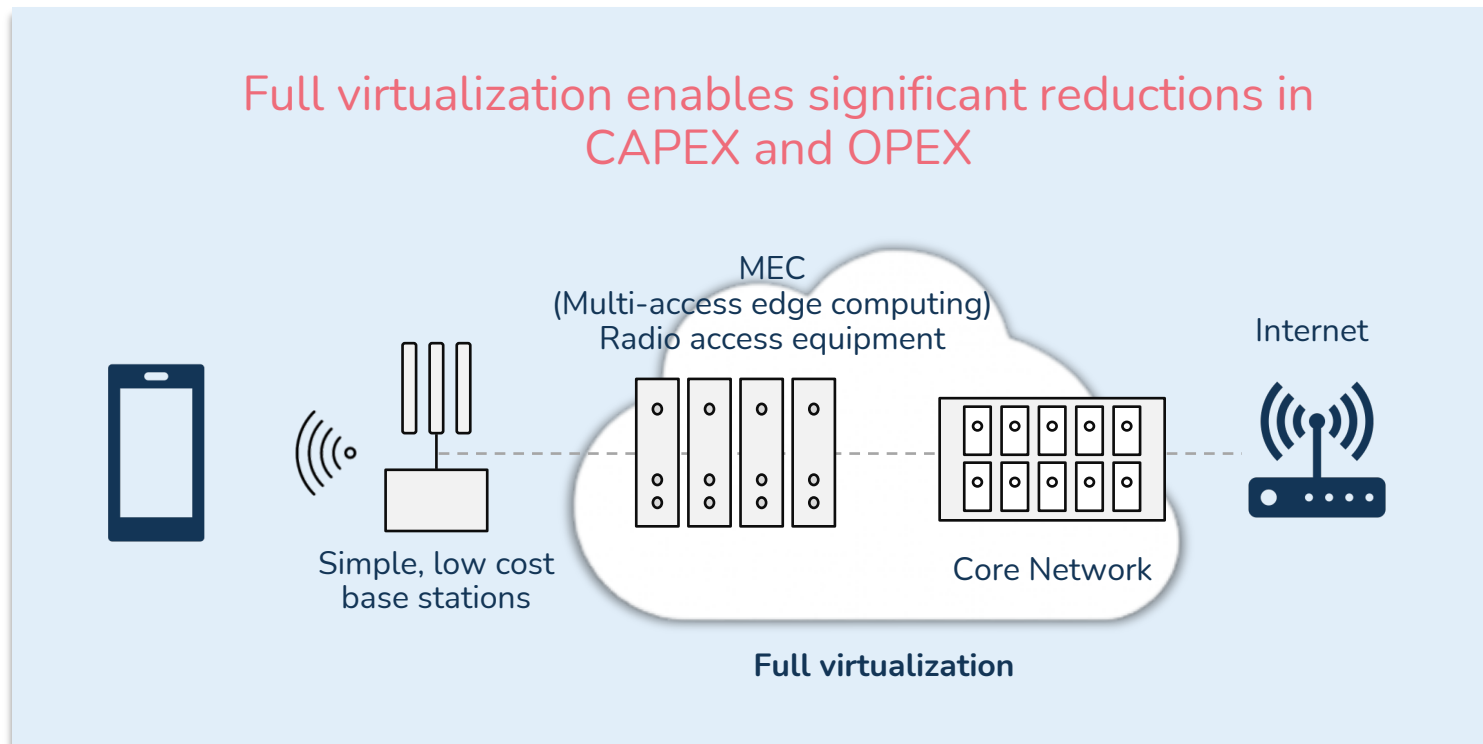 Full virtualization enables significant reductions in
CAPEX and OPEX
MEC
(Multi-access edge computing)
Radio access equipment
Internet
Simple, low cost
base stations
Core Network
Full virtualization